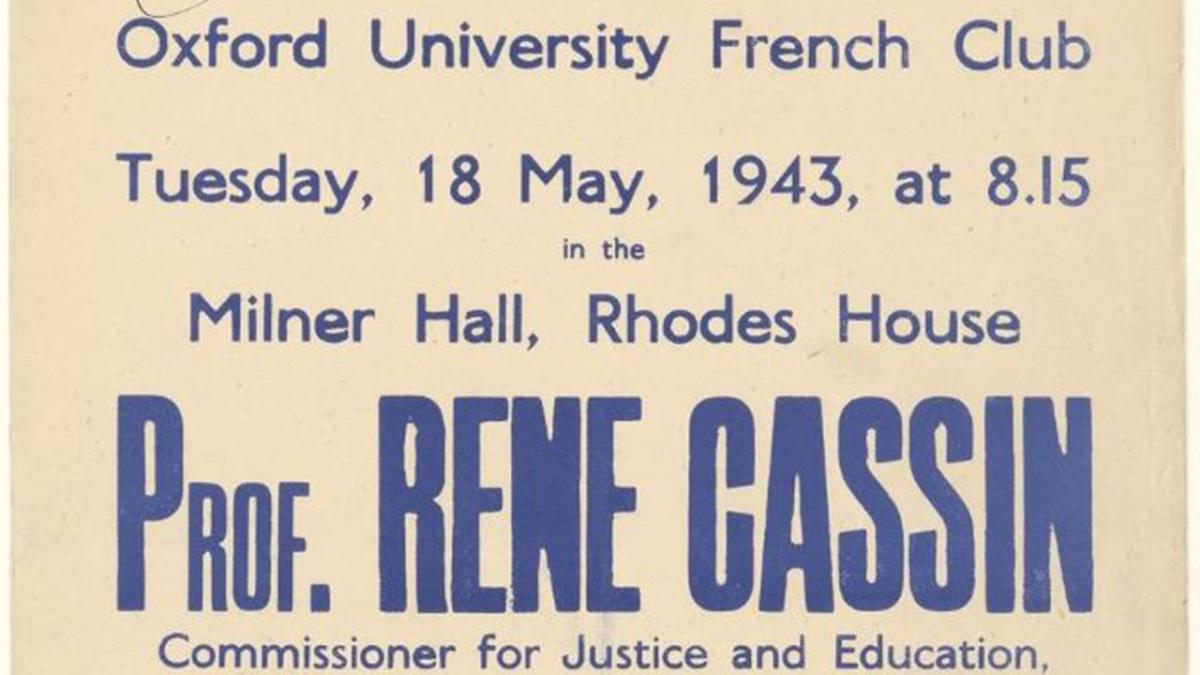 Oxford University French Club
Tuesday, 18 May, 1943, at 8.15
in the
Milner Hall, Rhodes House
PROF. RENE CASSIN
Commissioner for Justice and Education,